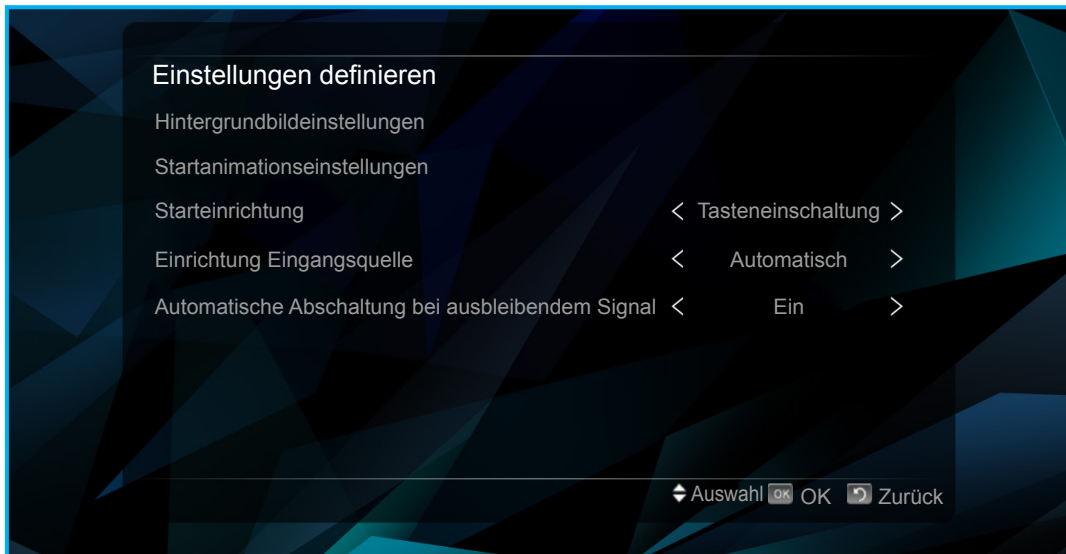 Einstellungen definieren
Hintergrundbildeinstellungen
Startanimationseinstellungen
Starteinrichtung < Tasteneinschaltung >
Einrichtung Eingangsquelle < Automatisch >
Automatische Abschaltung bei ausbleibendem Signal < Ein >
Auswahl OK OK Zurück